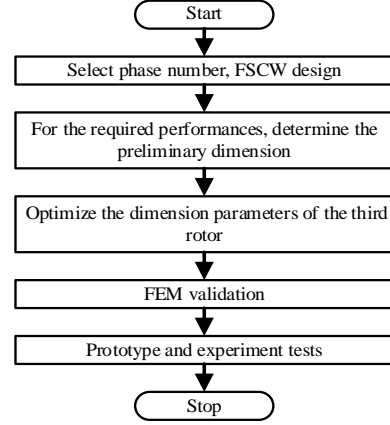 Start
Select phase number, FSCW design
For the required performances, determine the
preliminary dimension
Optimize the dimension parameters of the third
rotor
FEM validation
Prototype and experiment tests
Stop